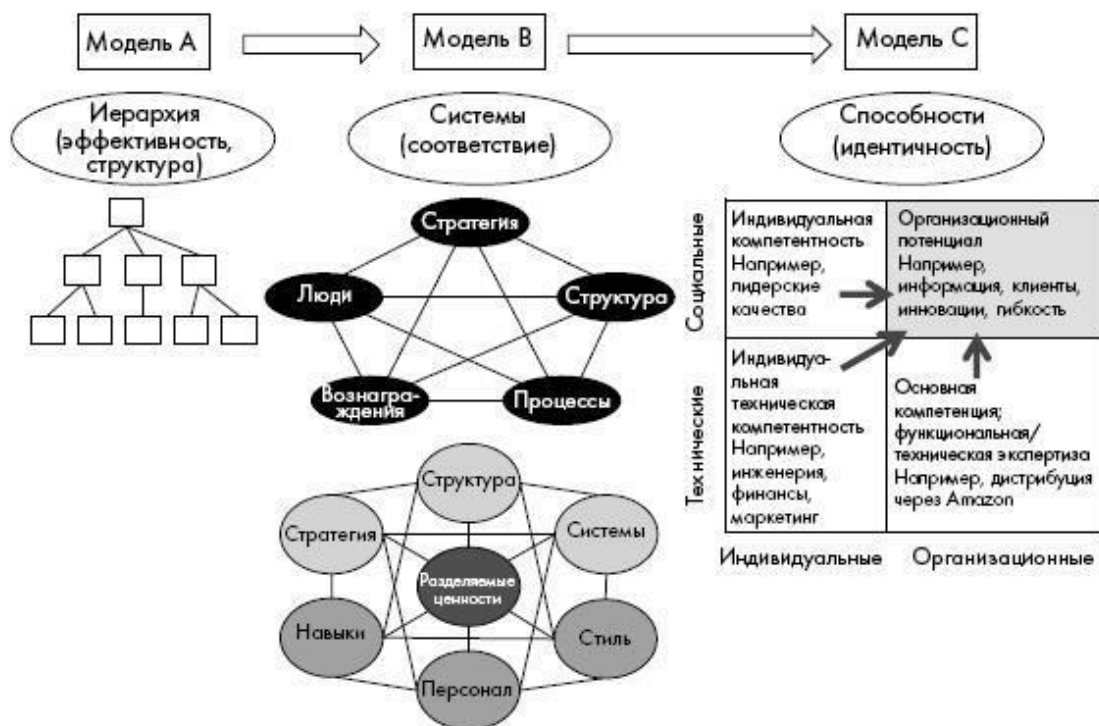 Модель А
Модель В
Модель С
Иерархия
(эффективность,
структура)
Системы
(соответствие)
Способности
(идентичность)
Стратегия
Люди
Структура
Вознагра-
ждения
Процессы
Структура
Стратегия
Системы
Разделяемые
ценности
Навыки
Стиль
Персонал
Социальные
Индивидуальная
компетентность
Например,
лидерские
качества
Организационный
потенциал
Например,
информация, клиенты,
инновации, гибкость
Технические
Индивидуа-
льная
техническая
компетентность
Например,
инженерия,
финансы,
маркетинг
Основная
компетенция;
функциональная/
техническая экспертиза
Например, дистрибуция
через Amazon
Индивидуальные
Организационные